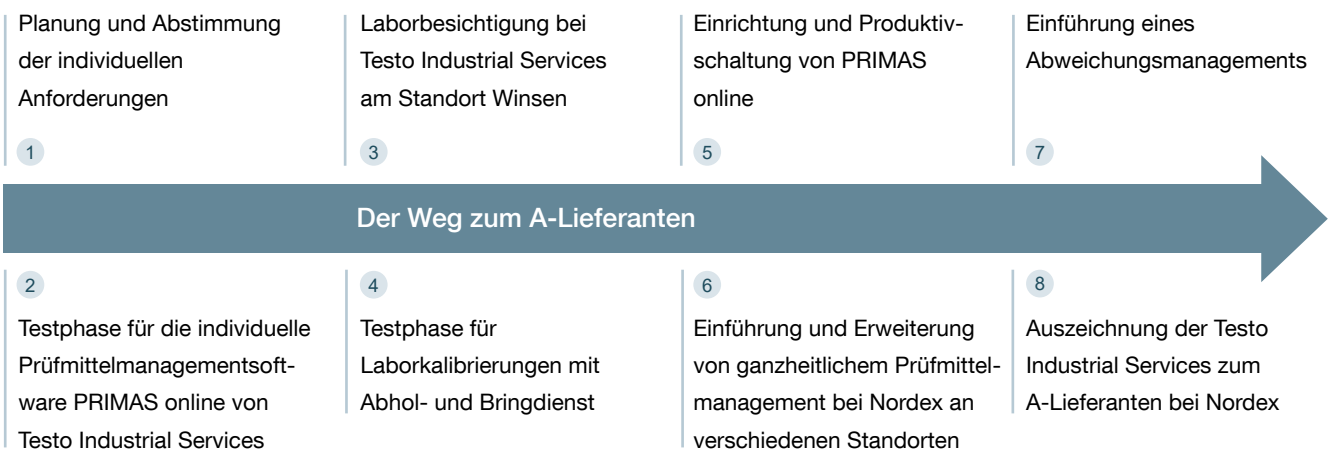 Planung und Abstimmung
der individuellen
Anforderungen
1
Laborbesichtigung bei
Testo Industrial Services
am Standort Winsen
3
Einrichtung und Produktiv-
schaltung von PRIMAS
online
5
Einführung eines
Abweichungsmanagements
7
Der Weg zum A-Lieferanten
2
Testphase für die individuelle
Prüfmittelmanagementsoft-
ware PRIMAS online von
Testo Industrial Services
4
Testphase für
Laborkalibrierungen mit
Abhol- und Bringdienst
6
Einführung und Erweiterung
von ganzheitlichem Prüfmittel-
management bei Nordex an
verschiedenen Standorten
8
Auszeichnung der Testo
Industrial Services zum
A-Lieferanten bei Nordex